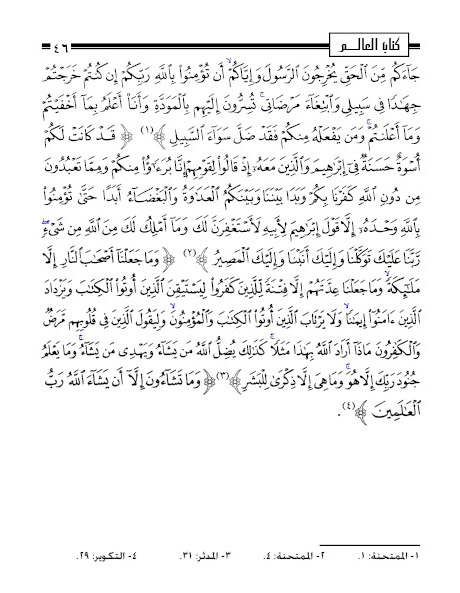 كتاب العالم ٤٦
جَآءَكُم مِّنَ ٱلْحَقِّ يُخْرِجُونَ ٱلرَّسُولَ وَإِيَّاكُمْ ۙ أَن تُؤْمِنُوا۟ بِٱللَّهِ رَبِّكُمْ إِن كُنتُمْ خَرَجْتُمْ
جِهَٰدًا فِى سَبِيلِى وَٱبْتِغَآءَ مَرْضَاتِى ۚ تُسِرُّونَ إِلَيْهِم بِٱلْمَوَدَّةِ وَأَنَا۠ أَعْلَمُ بِمَآ أَخْفَيْتُمْ
وَمَآ أَعْلَنتُمْ ۚ وَمَن يَفْعَلْهُ مِنكُمْ فَقَدْ ضَلَّ سَوَآءَ ٱلسَّبِيلِ ﴾(١) ﴿ قَدْ كَانَتْ لَكُمْ
أُسْوَةٌ حَسَنَةٌ فِىٓ إِبْرَٰهِيمَ وَٱلَّذِينَ مَعَهُۥٓ إِذْ قَالُوا۟ لِقَوْمِهِمْ إِنَّا بُرَءَٰٓؤُا۟ مِنكُمْ وَمِمَّا تَعْبُدُونَ
مِن دُونِ ٱللَّهِ كَفَرْنَا بِكُمْ وَبَدَا بَيْنَنَا وَبَيْنَكُمُ ٱلْعَدَٰوَةُ وَٱلْبَغْضَآءُ أَبَدًا حَتَّىٰ تُؤْمِنُوا۟
بِٱللَّهِ وَحْدَهُۥٓ إِلَّا قَوْلَ إِبْرَٰهِيمَ لِأَبِيهِ لَأَسْتَغْفِرَنَّ لَكَ وَمَآ أَمْلِكُ لَكَ مِنَ ٱللَّهِ مِن شَىْءٍ ۖ
رَّبَّنَا عَلَيْكَ تَوَكَّلْنَا وَإِلَيْكَ أَنَبْنَا وَإِلَيْكَ ٱلْمَصِيرُ ﴾(٢) ﴿ وَمَا جَعَلْنَآ أَصْحَٰبَ ٱلنَّارِ إِلَّا
مَلَٰٓئِكَةً ۙ وَمَا جَعَلْنَا عِدَّتَهُمْ إِلَّا فِتْنَةً لِّلَّذِينَ كَفَرُوا۟ لِيَسْتَيْقِنَ ٱلَّذِينَ أُوتُوا۟ ٱلْكِتَٰبَ وَيَزْدَادَ
ٱلَّذِينَ ءَامَنُوٓا۟ إِيمَٰنًا ۙ وَلَا يَرْتَابَ ٱلَّذِينَ أُوتُوا۟ ٱلْكِتَٰبَ وَٱلْمُؤْمِنُونَ ۙ وَلِيَقُولَ ٱلَّذِينَ فِى قُلُوبِهِم مَّرَضٌ
وَٱلْكَٰفِرُونَ مَاذَآ أَرَادَ ٱللَّهُ بِهَٰذَا مَثَلًا ۚ كَذَٰلِكَ يُضِلُّ ٱللَّهُ مَن يَشَآءُ وَيَهْدِى مَن يَشَآءُ ۚ وَمَا يَعْلَمُ
جُنُودَ رَبِّكَ إِلَّا هُوَ ۚ وَمَا هِىَ إِلَّا ذِكْرَىٰ لِلْبَشَرِ ﴾(٣) ﴿ وَمَا تَشَآءُونَ إِلَّآ أَن يَشَآءَ ٱللَّهُ رَبُّ
ٱلْعَٰلَمِينَ ﴾(٤).
١- الممتحنة: ١. ٢- الممتحنة: ٤. ٣- المدثر: ٣١. ٤- التكوير: ٢٩.